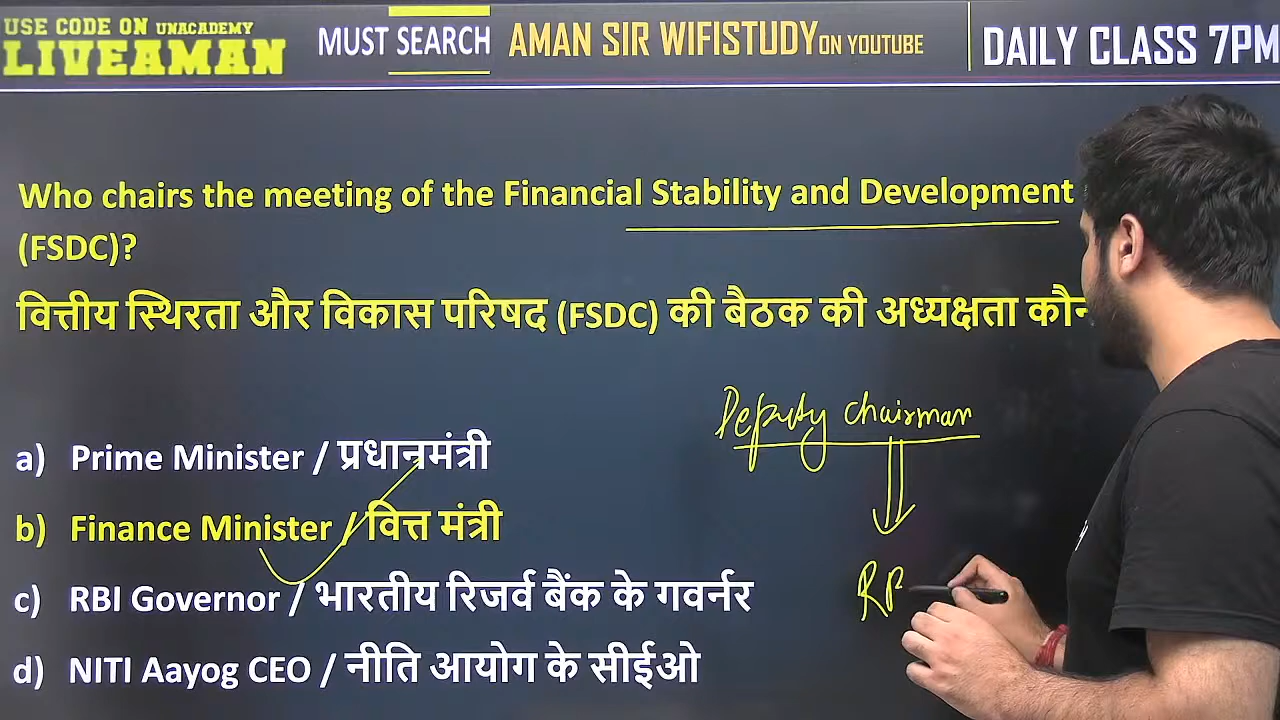 USE CODE ON UNACADEMY
LIVEAMAN
MUST SEARCH
AMAN SIR WIFISTUDY ON YOUTUBE
DAILY CLASS 7PM
Who chairs the meeting of the Financial Stability and Development
(FSDC)?
वित्तीय स्थिरता और विकास परिषद (FSDC) की बैठक की अध्यक्षता
Deputy chairman
a) Prime Minister / प्रधानमंत्री
b) Finance Minister / वित्त मंत्री
c) RBI Governor / भारतीय रिजर्व बैंक के गवर्नर
d) NITI Aayog CEO / नीति आयोग के सीईओ